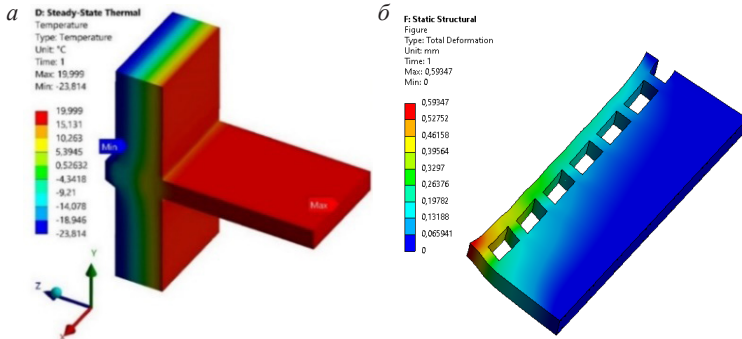 а
D: Steady-State Thermal
Temperature
Type: Temperature
Unit: °C
Time: 1
Max: 19,999
Min: -23,814
19,999
15,131
10,263
5,3945
0,52632
-4,3418
-9,21
-14,078
-18,946
-23,814
Min
Max
Y
Z
X
б
F: Static Structural
Figure
Type: Total Deformation
Unit: mm
Time: 1
Max: 0,59347
Min: 0
0,59347
0,52752
0,46158
0,39564
0,3297
0,26376
0,19782
0,13188
0,065941
0